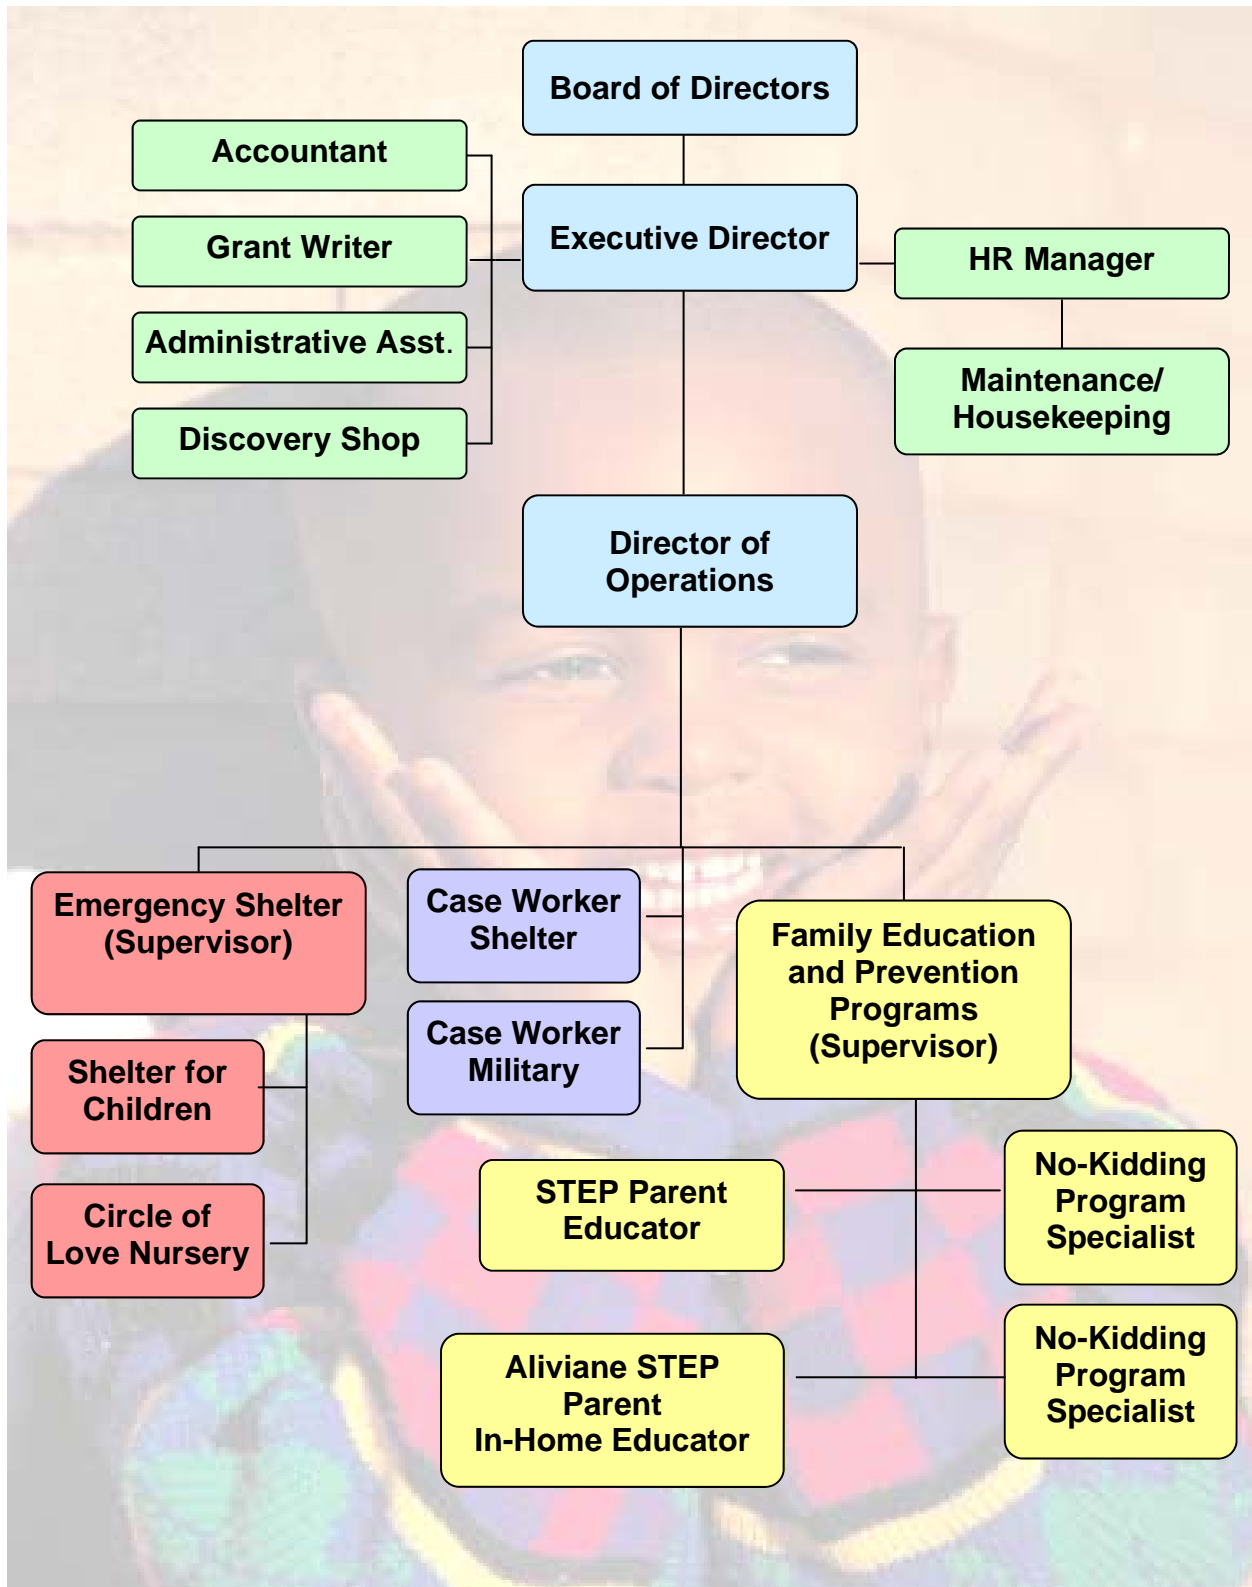 Board of Directors
Accountant
Executive Director
Grant Writer
HR Manager
Administrative Asst.
Maintenance/
Housekeeping
Discovery Shop
Director of
Operations
Emergency Shelter
(Supervisor)
Case Worker
Shelter
Family Education
and Prevention
Programs
(Supervisor)
Case Worker
Military
Shelter for
Children
Circle of
Love Nursery
STEP Parent
Educator
No-Kidding
Program
Specialist
Aliviane STEP
Parent
In-Home Educator
No-Kidding
Program
Specialist